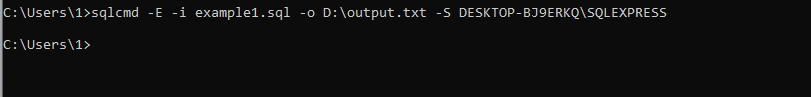 C:\Users\1>sqlcmd -E -i example1.sql -o D:\output.txt -S DESKTOP-BJ9ERKQ\SQLEXPRESS
C:\Users\1>